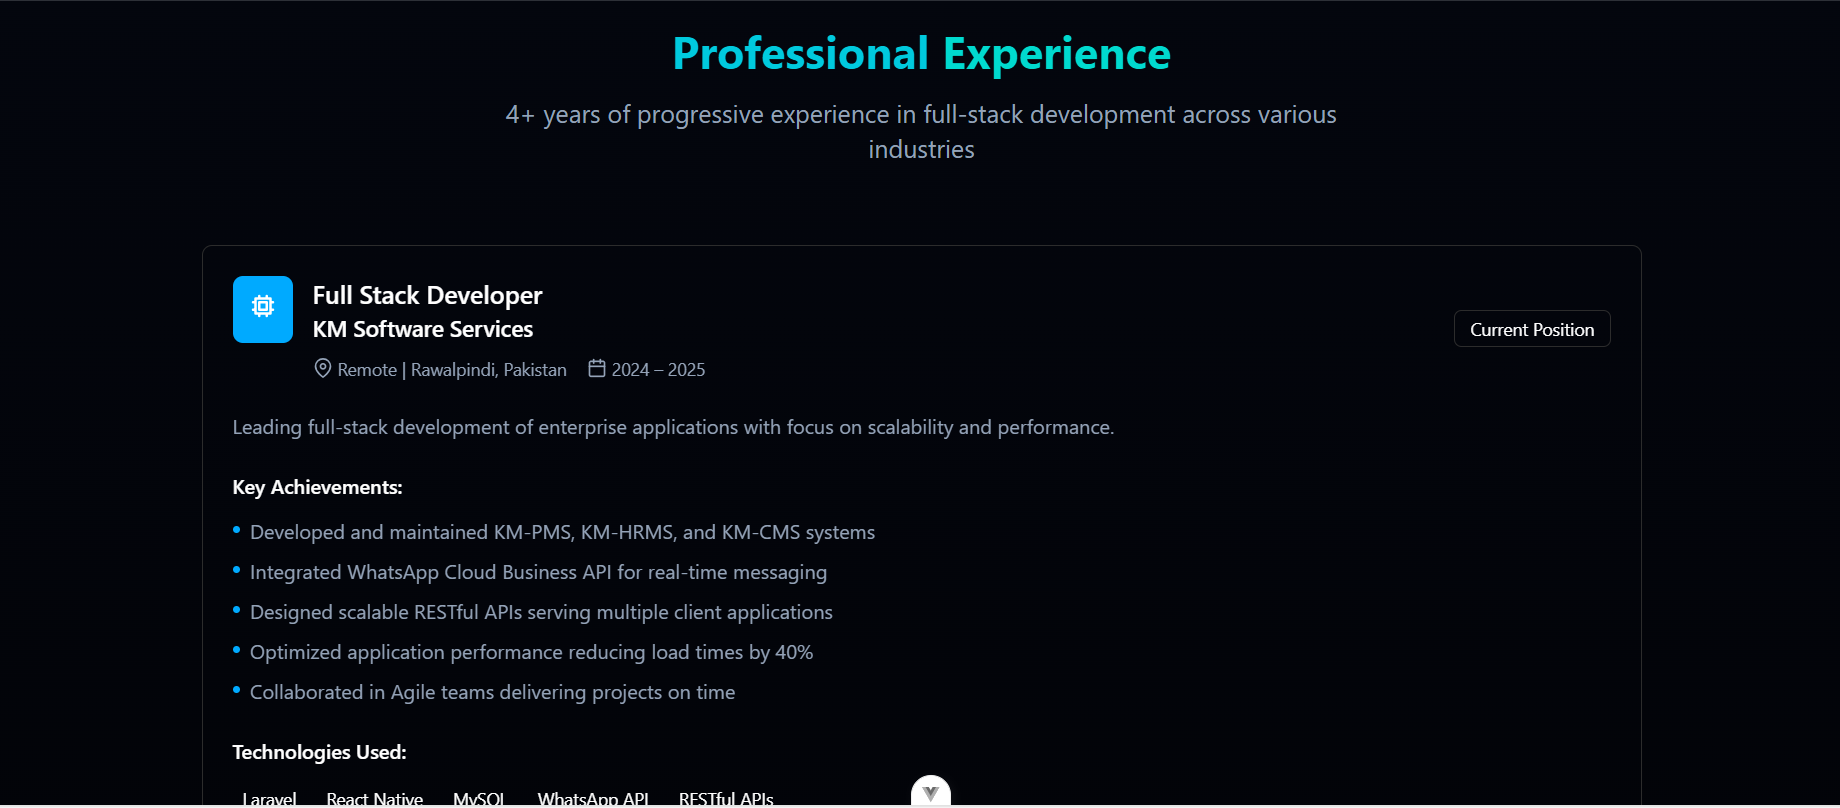 Professional Experience
4+ years of progressive experience in full-stack development across various
industries
Full Stack Developer
KM Software Services
Current Position
Remote | Rawalpindi, Pakistan 2024 – 2025
Leading full-stack development of enterprise applications with focus on scalability and performance.
Key Achievements:
• Developed and maintained KM-PMS, KM-HRMS, and KM-CMS systems
• Integrated WhatsApp Cloud Business API for real-time messaging
• Designed scalable RESTful APIs serving multiple client applications
• Optimized application performance reducing load times by 40%
• Collaborated in Agile teams delivering projects on time
Technologies Used:
Laravel React Native MySQL WhatsApp API RESTful APIs